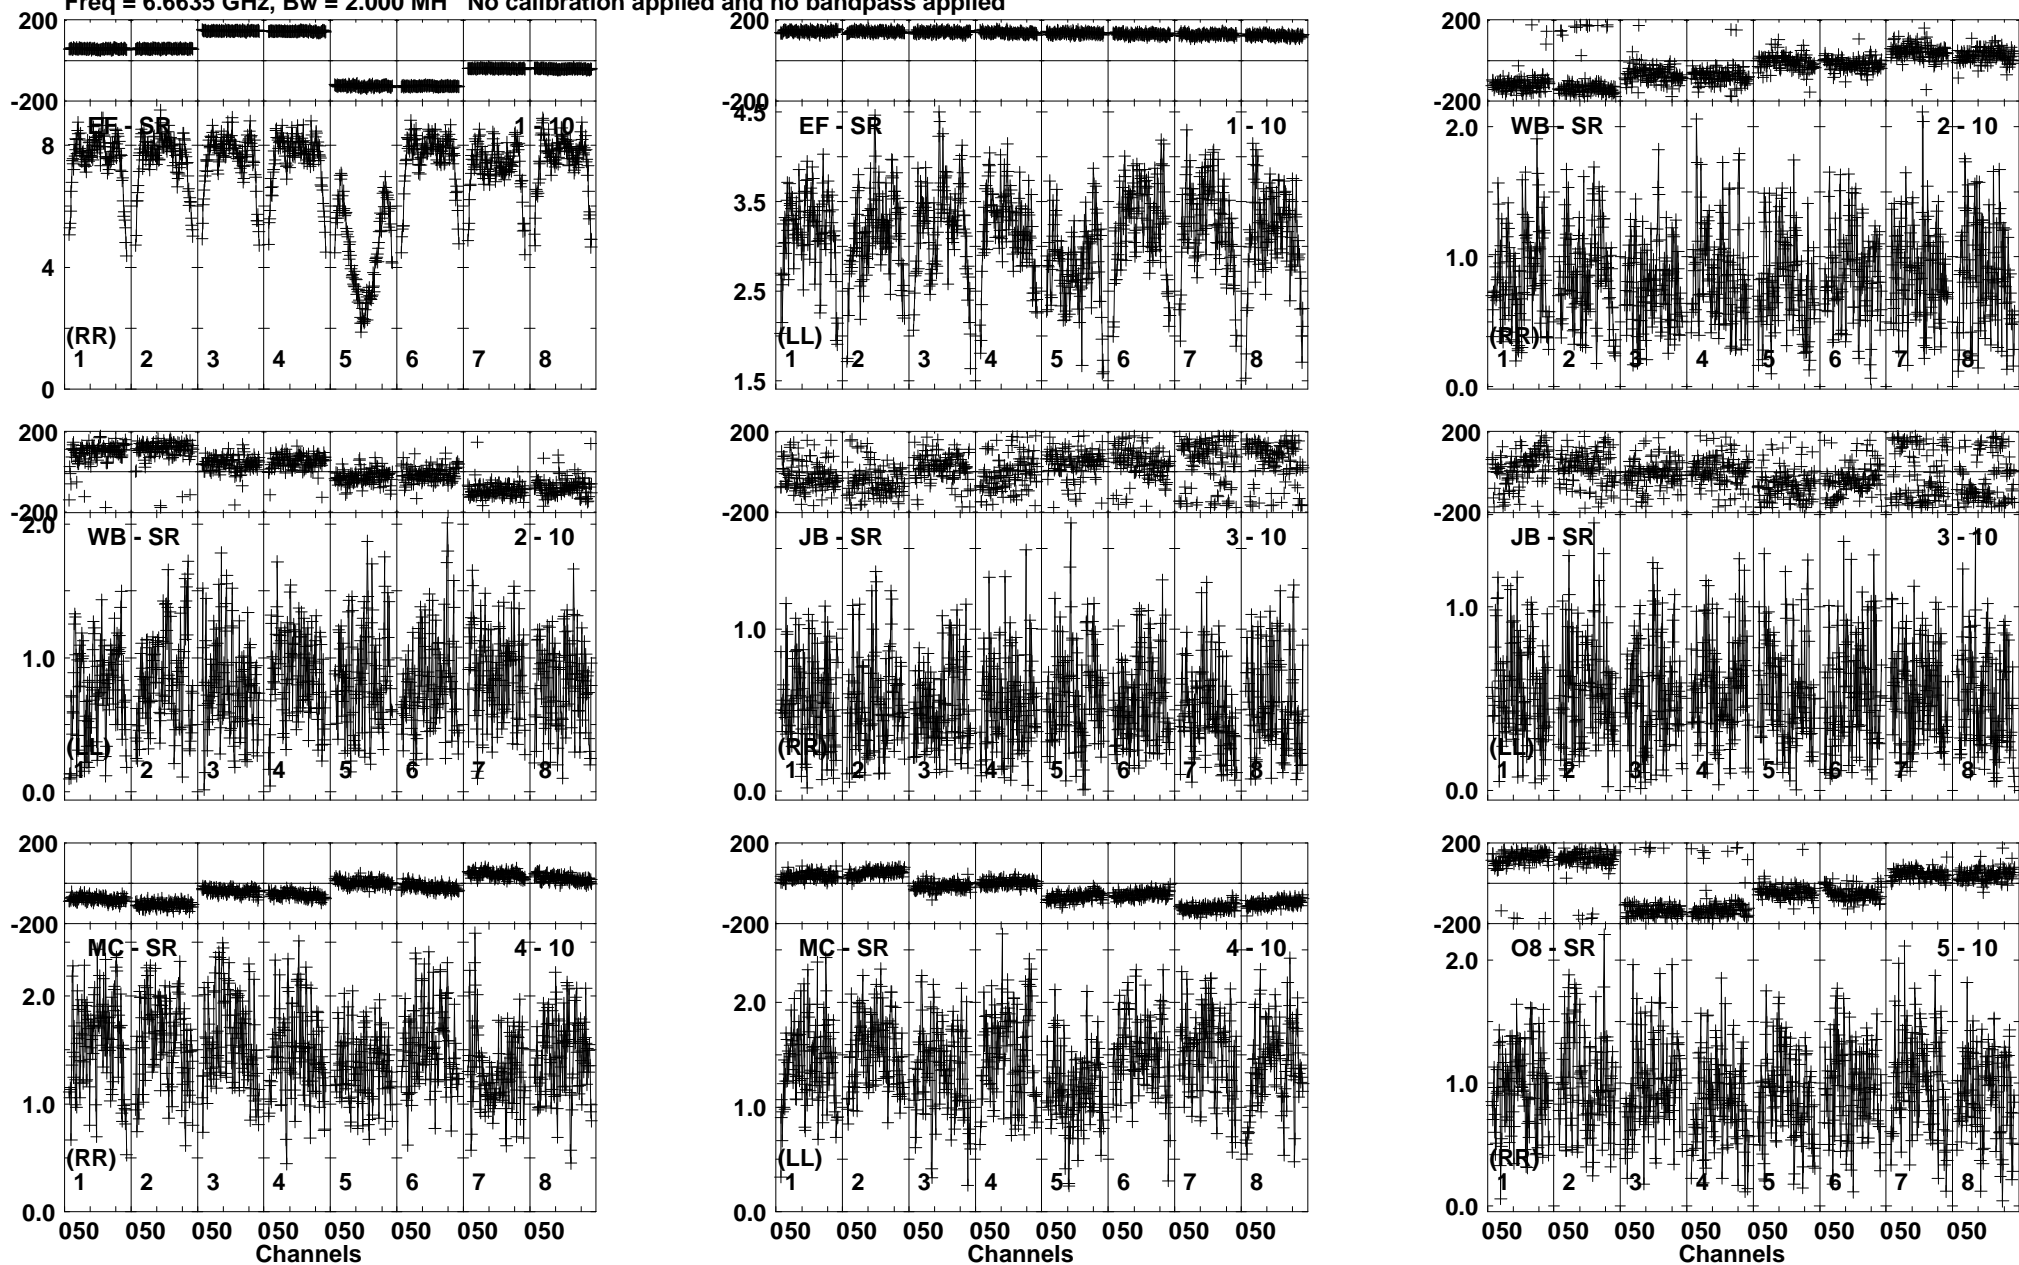 Freq = 6.6635 GHz, Bw = 2.000 MH No calibration applied and no bandpass applied
200
-200
EF - SR 1 - 10
8
4
0
(RR)
1 2 3 4 5 6 7 8
200
-200
4.5
EF - SR 1 - 10
3.5
2.5
1.5
(LL)
1 2 3 4 5 6 7 8
200
-200
WB - SR 2 - 10
2.0
1.0
0.0
(RR)
1 2 3 4 5 6 7 8
200
-200
2.0
WB - SR 2 - 10
1.0
0.0
(LL)
1 2 3 4 5 6 7 8
200
-200
JB - SR 3 - 10
1.0
0.0
(RR)
1 2 3 4 5 6 7 8
200
-200
JB - SR 3 - 10
1.0
0.0
(LL)
1 2 3 4 5 6 7 8
200
-200
MC - SR 4 - 10
2.0
1.0
0.0
(RR)
1 2 3 4 5 6 7 8
050 050 050 050 050 050 050 050
Channels
200
-200
MC - SR 4 - 10
2.0
1.0
0.0
(LL)
1 2 3 4 5 6 7 8
050 050 050 050 050 050 050 050
Channels
200
-200
O8 - SR 5 - 10
2.0
1.0
0.0
(RR)
1 2 3 4 5 6 7 8
050 050 050 050 050 050 050 050
Channels